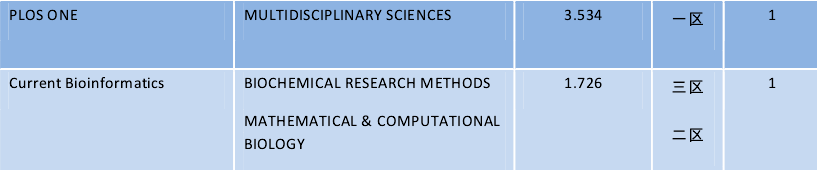 PLOS ONE MULTIDISCIPLINARY SCIENCES 3.534 一区 1
Current Bioinformatics BIOCHEMICAL RESEARCH METHODS 1.726 三区 1
MATHEMATICAL & COMPUTATIONAL BIOLOGY 二区